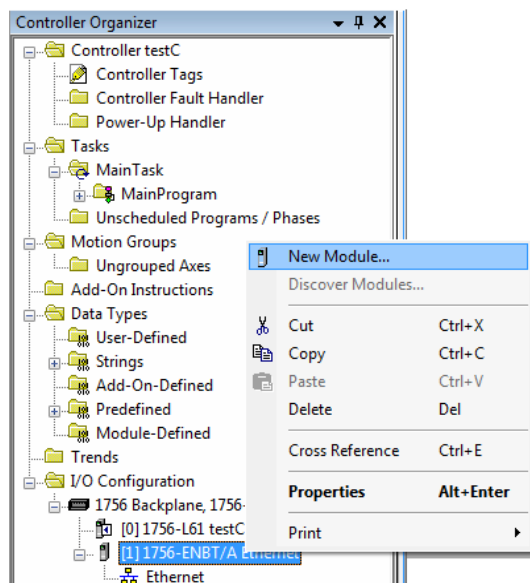 Controller Organizer
Controller testC
Controller Tags
Controller Fault Handler
Power-Up Handler
Tasks
MainTask
MainProgram
Unscheduled Programs / Phases
Motion Groups
Ungrouped Axes
Add-On Instructions
Data Types
User-Defined
Strings
Add-On-Defined
Predefined
Module-Defined
Trends
I/O Configuration
1756 Backplane, 1756-
[0] 1756-L61 testC
[1] 1756-ENBT/A Ethernet
Ethernet
New Module...
Discover Modules...
Cut Ctrl+X
Copy Ctrl+C
Paste Ctrl+V
Delete Del
Cross Reference Ctrl+E
Properties Alt+Enter
Print